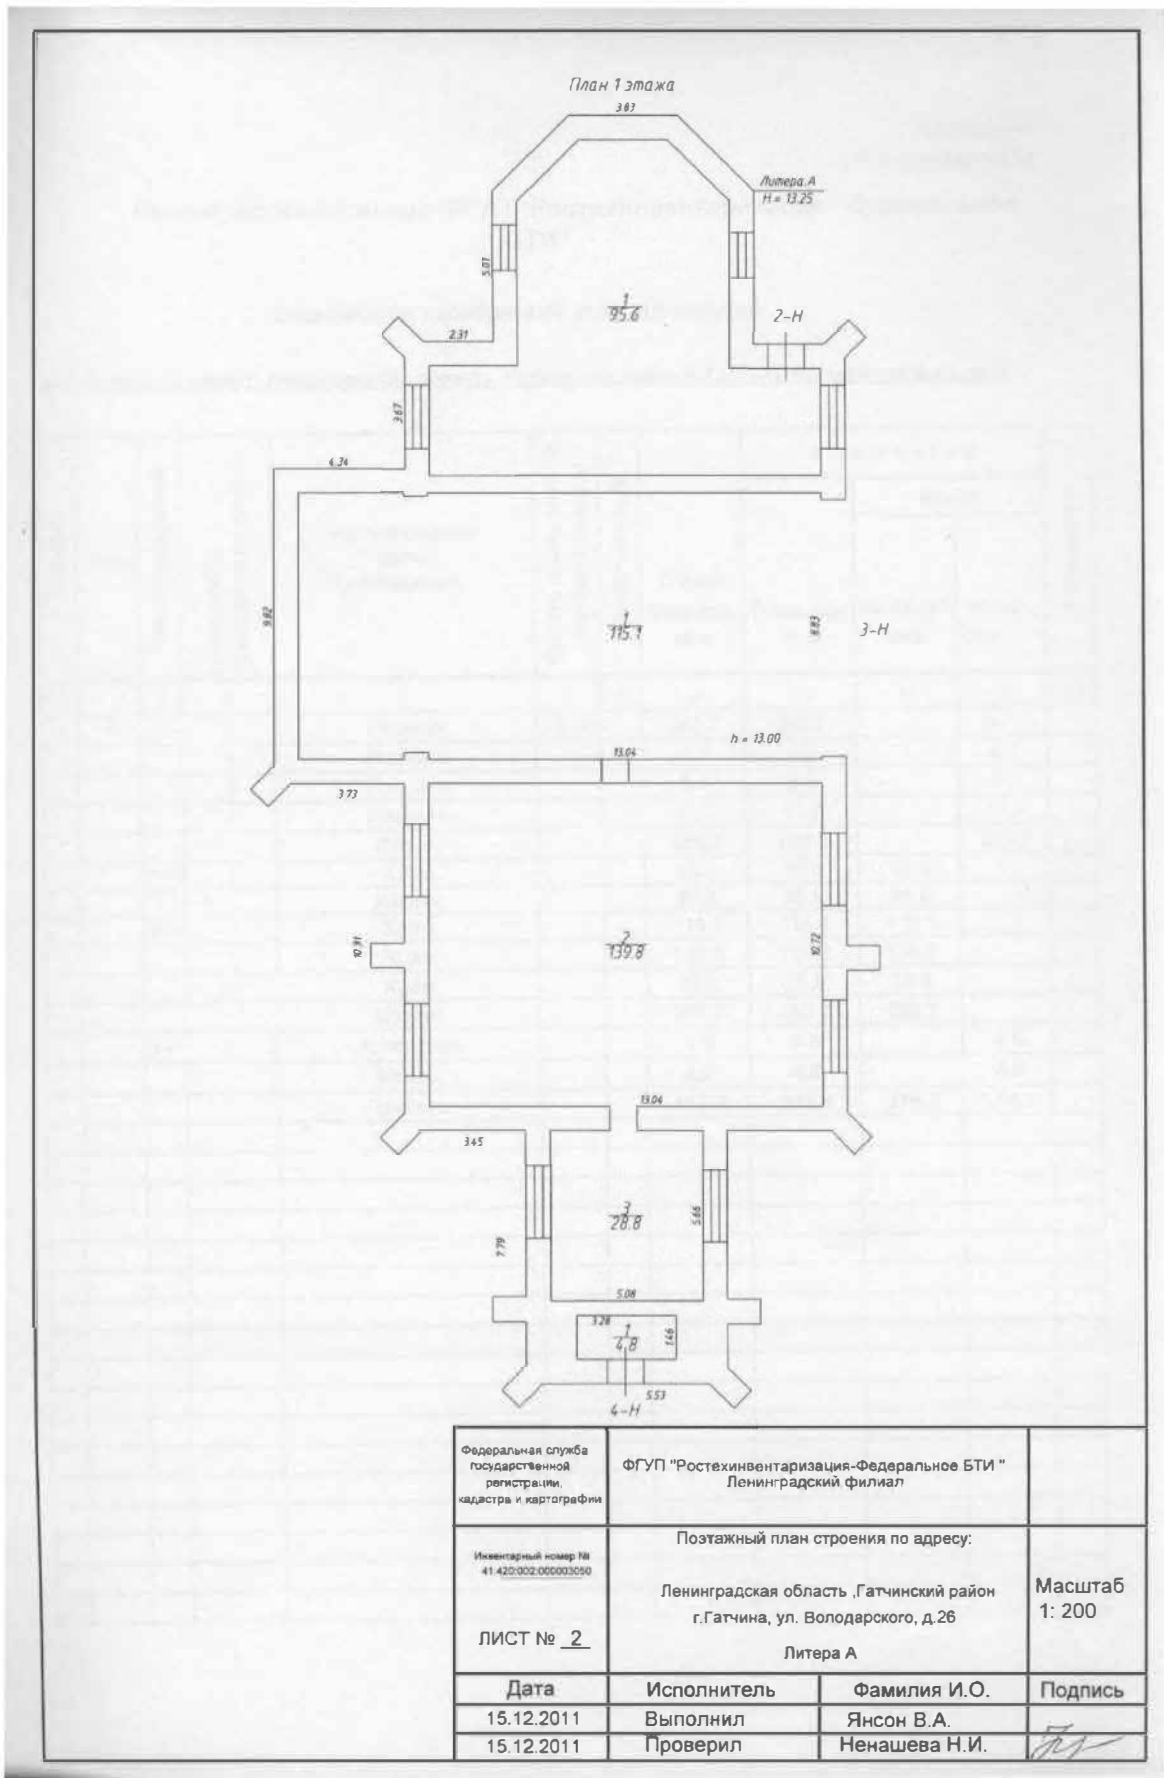 План 1 этажа
3.83
Литера А
H = 13.25
5.07
1
95.6
2-Н
2.31
3.67
4.34
9.82
1
115.1
8.83
3-Н
h = 13.00
13.04
3.73
2
139.8
10.91
10.72
13.04
3.45
3
28.8
5.66
7.79
5.08
3.28
1
4.8
1.46
5.53
4-Н
Федеральная служба
государственной
регистрации,
кадастра и картографии
ФГУП "Ростехинвентаризация-Федеральное БТИ "
Ленинградский филиал
Инвентарный номер №
41:420:002:000003050
ЛИСТ № 2
Поэтажный план строения по адресу:
Ленинградская область ,Гатчинский район
г.Гатчина, ул. Володарского, д.26
Литера А
Масштаб
1: 200
Дата Исполнитель Фамилия И.О. Подпись
15.12.2011 Выполнил Янсон В.А.
15.12.2011 Проверил Ненашева Н.И.